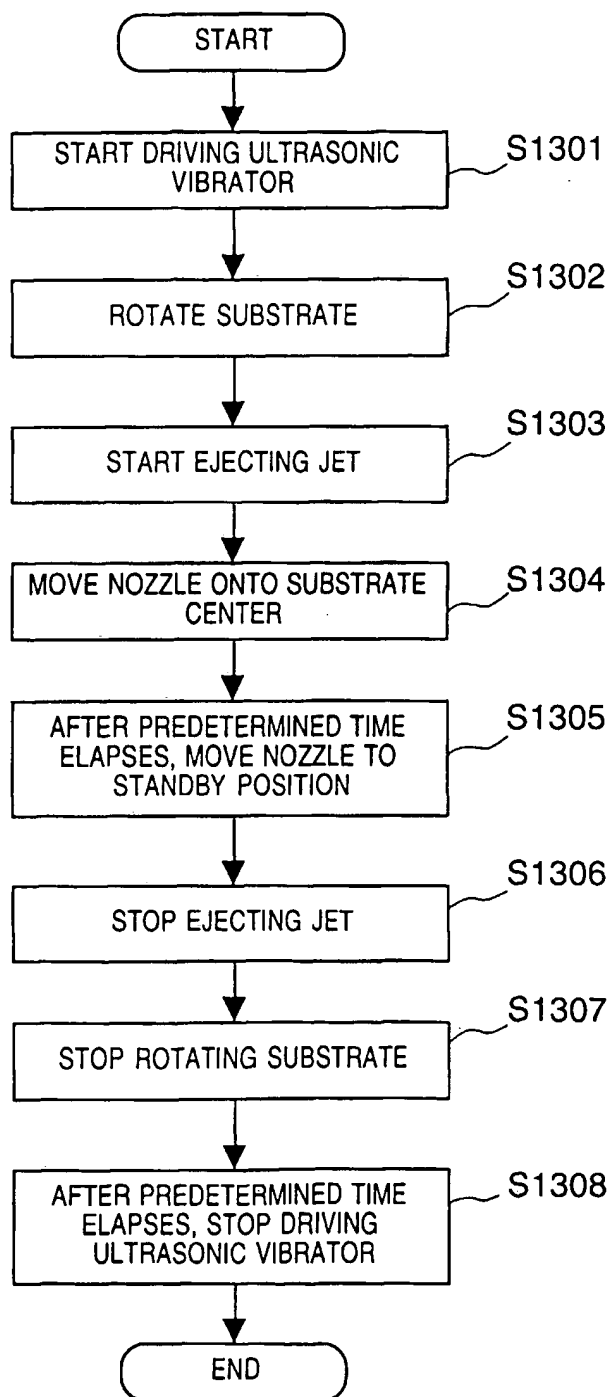 START
START DRIVING ULTRASONIC
VIBRATOR
S1301
ROTATE SUBSTRATE
S1302
START EJECTING JET
S1303
MOVE NOZZLE ONTO SUBSTRATE
CENTER
S1304
AFTER PREDETERMINED TIME
ELAPSES, MOVE NOZZLE TO
STANDBY POSITION
S1305
STOP EJECTING JET
S1306
STOP ROTATING SUBSTRATE
S1307
AFTER PREDETERMINED TIME
ELAPSES, STOP DRIVING
ULTRASONIC VIBRATOR
S1308
END